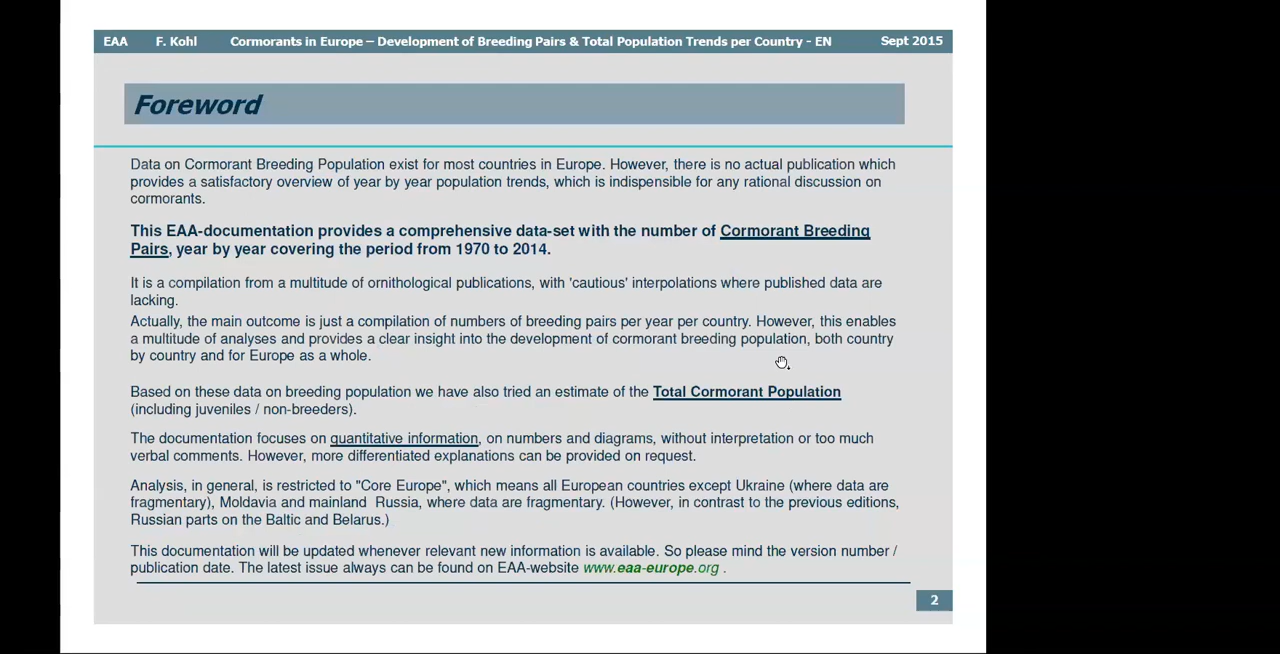 EAA F. Kohl Cormorants in Europe – Development of Breeding Pairs & Total Population Trends per Country - EN Sept 2015
Foreword
Data on Cormorant Breeding Population exist for most countries in Europe. However, there is no actual publication which
provides a satisfactory overview of year by year population trends, which is indispensible for any rational discussion on
cormorants.
This EAA-documentation provides a comprehensive data-set with the number of Cormorant Breeding
Pairs, year by year covering the period from 1970 to 2014.
It is a compilation from a multitude of ornithological publications, with 'cautious' interpolations where published data are
lacking.
Actually, the main outcome is just a compilation of numbers of breeding pairs per year per country. However, this enables
a multitude of analyses and provides a clear insight into the development of cormorant breeding population, both country
by country and for Europe as a whole.
Based on these data on breeding population we have also tried an estimate of the Total Cormorant Population
(including juveniles / non-breeders).
The documentation focuses on quantitative information, on numbers and diagrams, without interpretation or too much
verbal comments. However, more differentiated explanations can be provided on request.
Analysis, in general, is restricted to "Core Europe", which means all European countries except Ukraine (where data are
fragmentary), Moldavia and mainland Russia, where data are fragmentary. (However, in contrast to the previous editions,
Russian parts on the Baltic and Belarus.)
This documentation will be updated whenever relevant new information is available. So please mind the version number /
publication date. The latest issue always can be found on EAA-website www.eaa-europe.org .
2